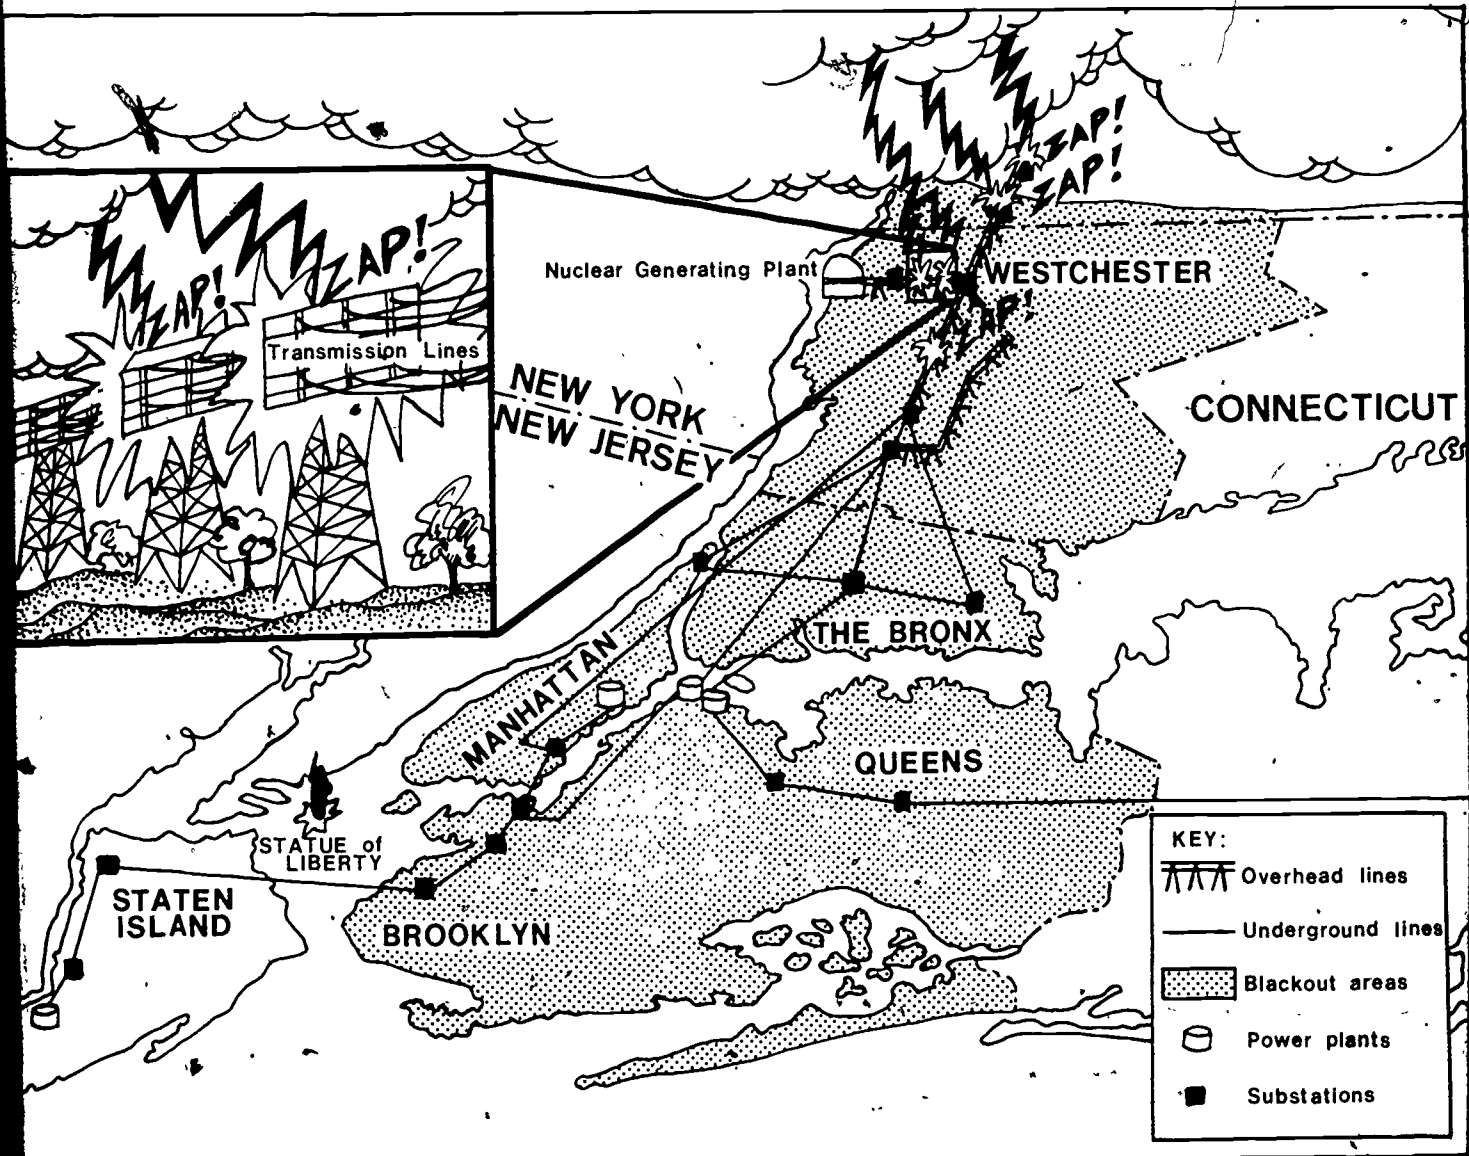 ZAP!
ZAP!
ZAP!
ZAP!
Transmission Lines
Nuclear Generating Plant
WESTCHESTER
ZAP!
NEW YORK
NEW JERSEY
CONNECTICUT
THE BRONX
MANHATTAN
QUEENS
STATUE of
LIBERTY
STATEN
ISLAND
BROOKLYN
KEY:
Overhead lines
Underground lines
Blackout areas
Power plants
Substations